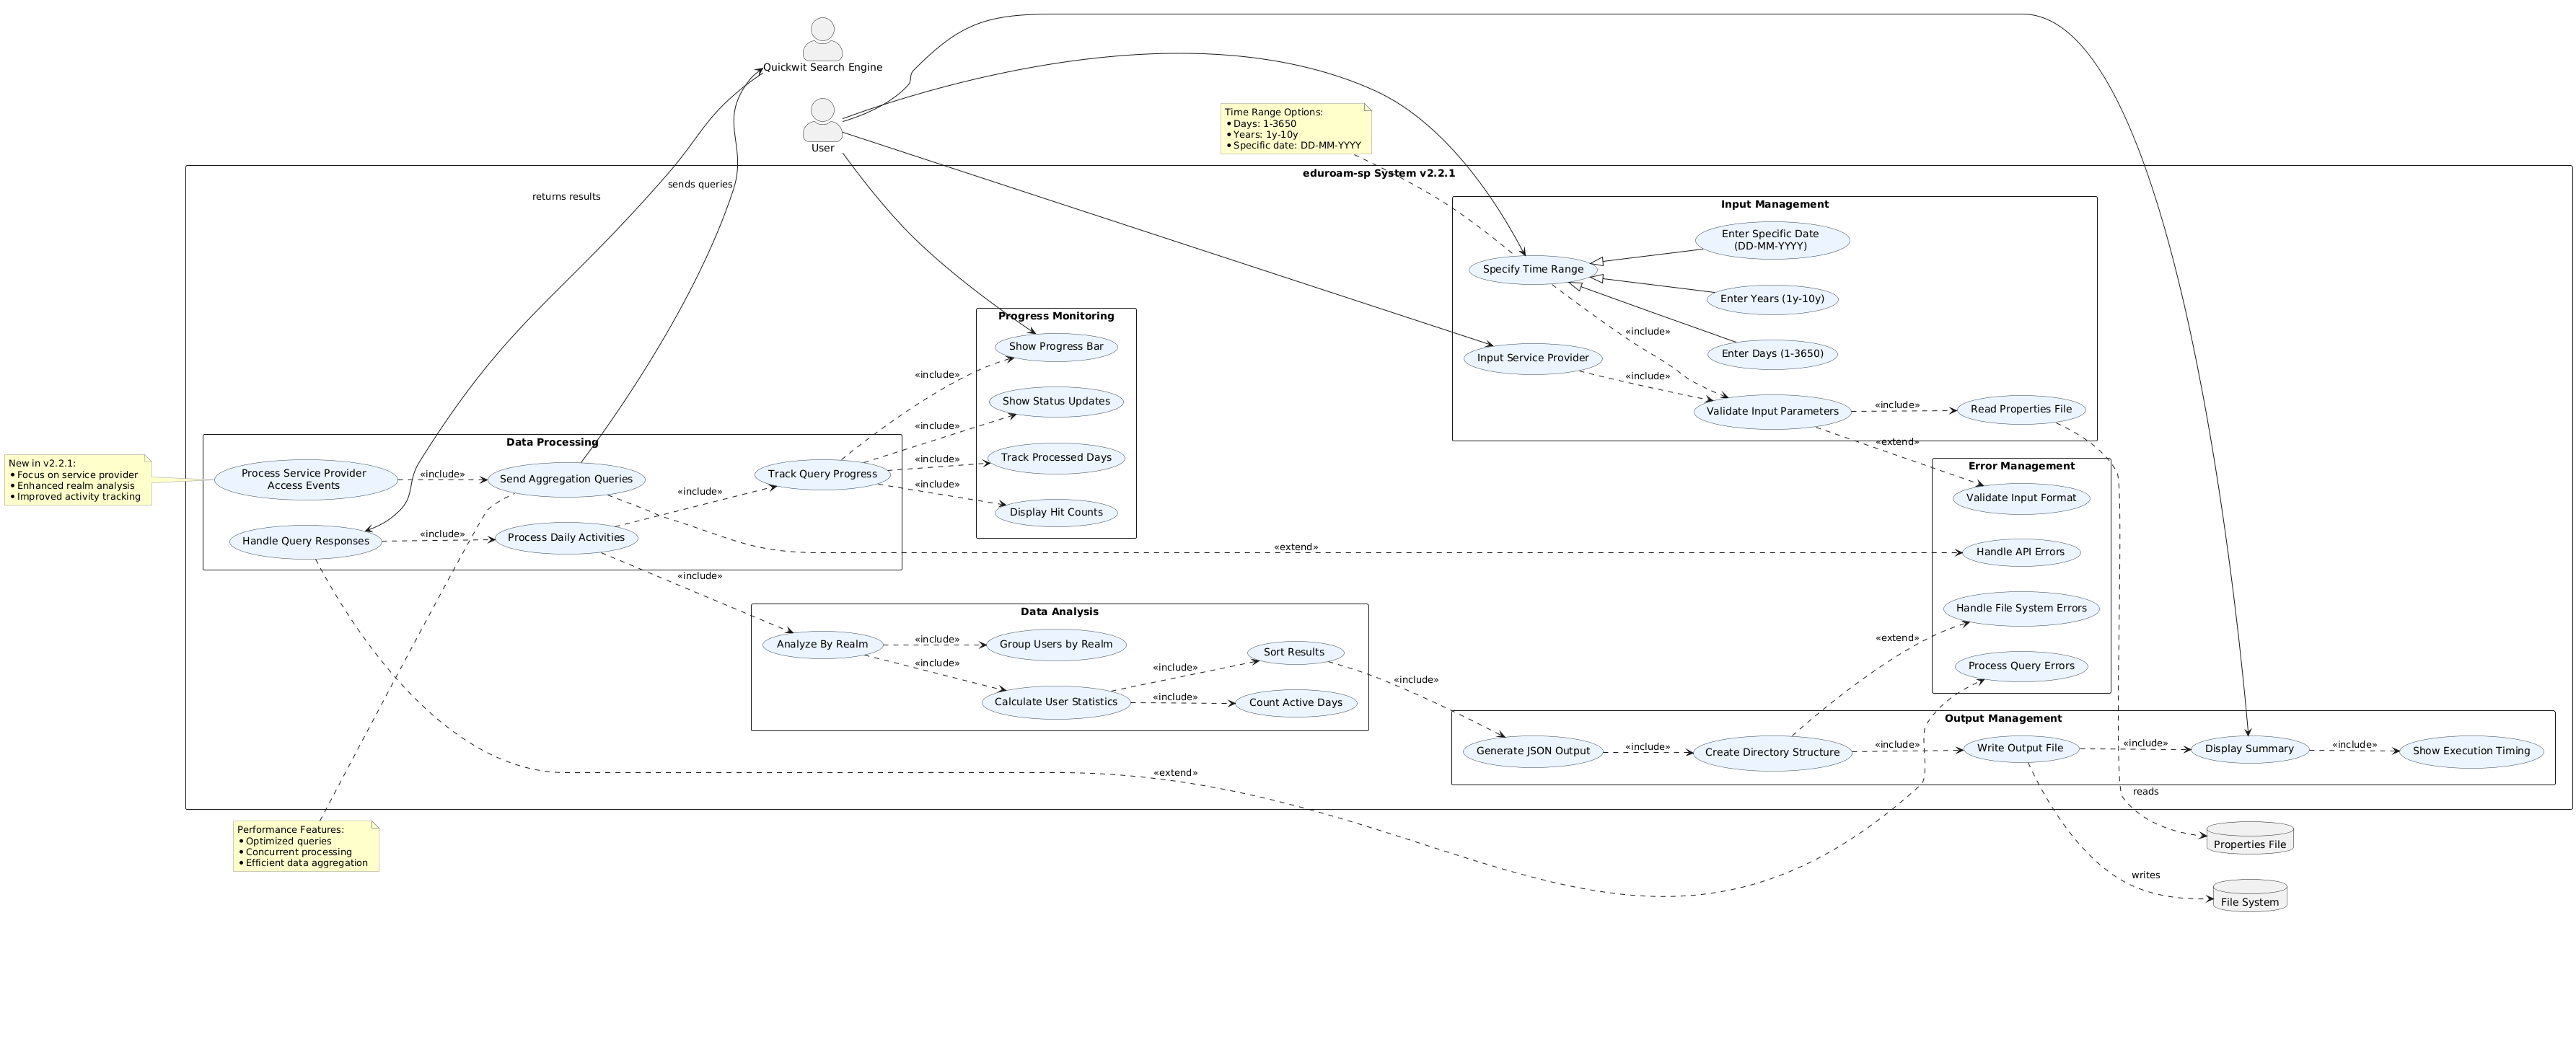 Quickwit Search Engine
User
Time Range Options:
• Days: 1-3650
• Years: 1y-10y
• Specific date: DD-MM-YYYY
eduroam-sp System v2.2.1
returns results
sends queries
Input Management
Enter Specific Date
(DD-MM-YYYY)
Specify Time Range
Enter Years (1y-10y)
«include»
Enter Days (1-3650)
Input Service Provider
«include»
Validate Input Parameters
«include»
Read Properties File
«extend»
Progress Monitoring
Show Progress Bar
«include»
Show Status Updates
«include»
Track Processed Days
«include»
Display Hit Counts
«include»
Data Processing
Process Service Provider
Access Events
«include»
Send Aggregation Queries
Track Query Progress
«include»
Handle Query Responses
«include»
Process Daily Activities
«include»
New in v2.2.1:
• Focus on service provider
• Enhanced realm analysis
• Improved activity tracking
Error Management
Validate Input Format
«extend»
Handle API Errors
Handle File System Errors
«extend»
Process Query Errors
Data Analysis
Analyze By Realm
«include»
Group Users by Realm
«include»
Calculate User Statistics
«include»
Sort Results
«include»
Count Active Days
«include»
Output Management
Generate JSON Output
«include»
Create Directory Structure
«include»
Write Output File
«include»
Display Summary
«include»
Show Execution Timing
«extend»
reads
Performance Features:
• Optimized queries
• Concurrent processing
• Efficient data aggregation
Properties File
writes
File System